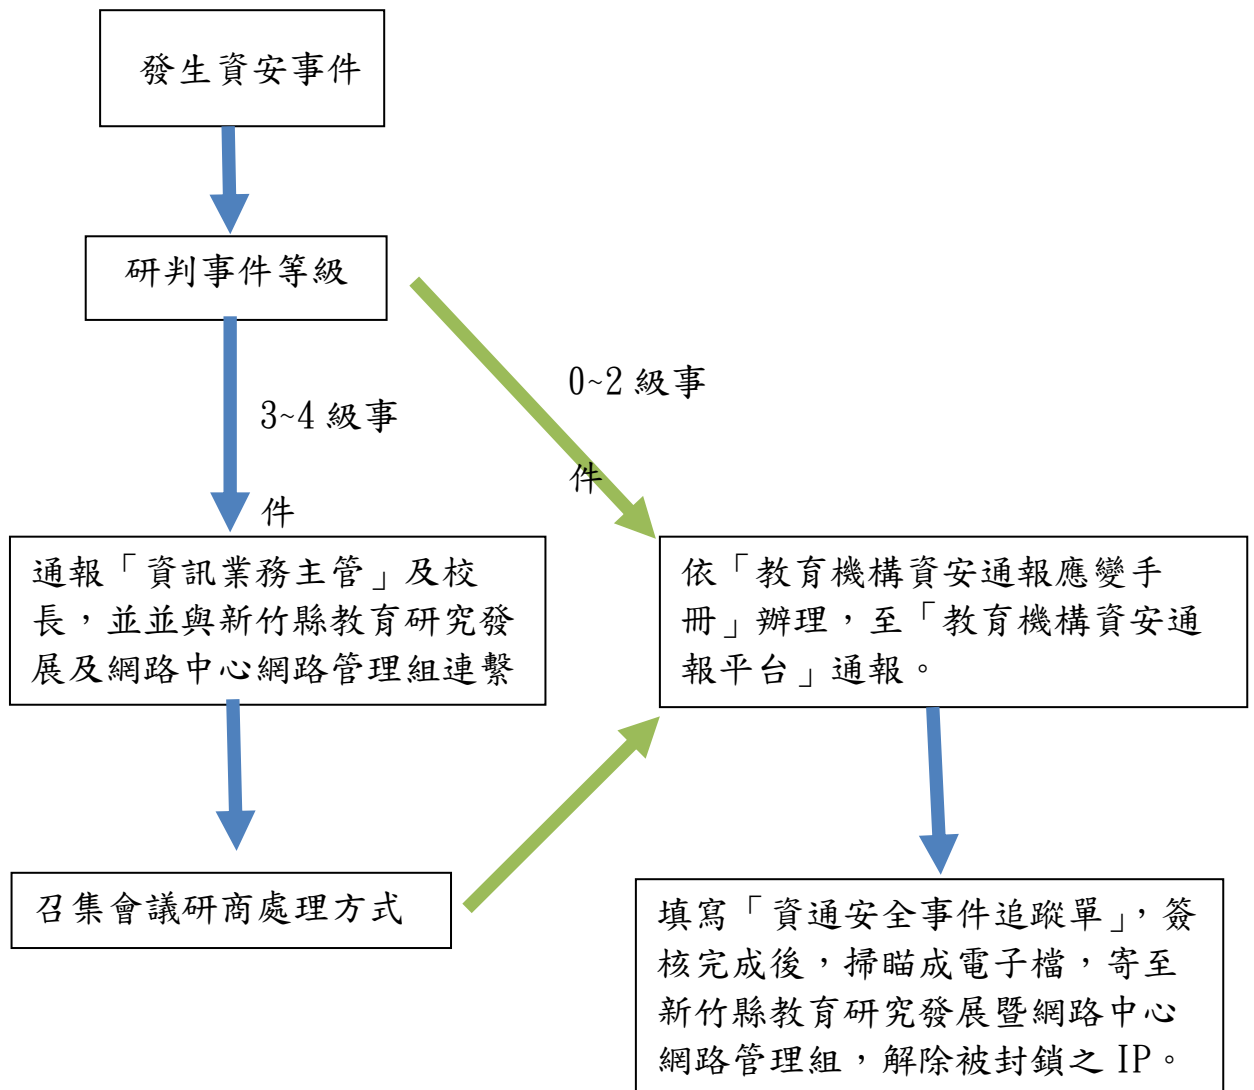 發生資安事件
研判事件等級
0~2 級事
件
3~4 級事
件
通報「資訊業務主管」及校
長，並並與新竹縣教育研究發
展及網路中心網路管理組連繫
依「教育機構資安通報應變手
冊」辦理，至「教育機構資安通
報平台」通報。
召集會議研商處理方式
填寫「資通安全事件追蹤單」，簽
核完成後，掃瞄成電子檔，寄至
新竹縣教育研究發展暨網路中心
網路管理組，解除被封鎖之 IP。